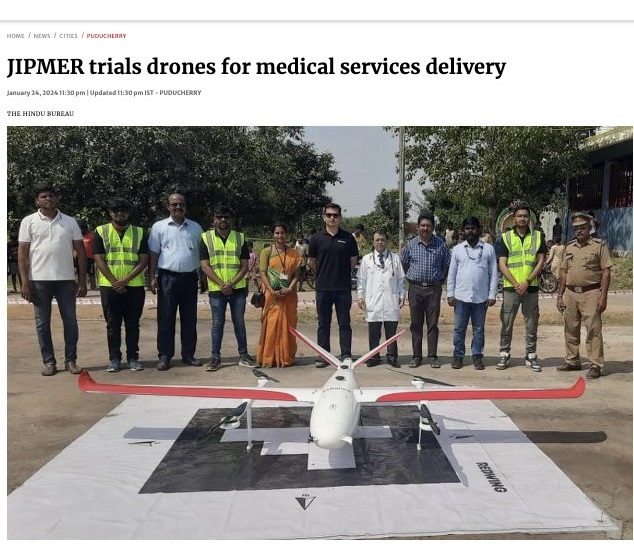 HOME / NEWS / CITIES / PUDUCHERRY
JIPMER trials drones for medical services delivery
January 24, 2024 11:30 pm | Updated 11:30 pm IST - PUDUCHERRY
THE HINDU BUREAU
REDWING